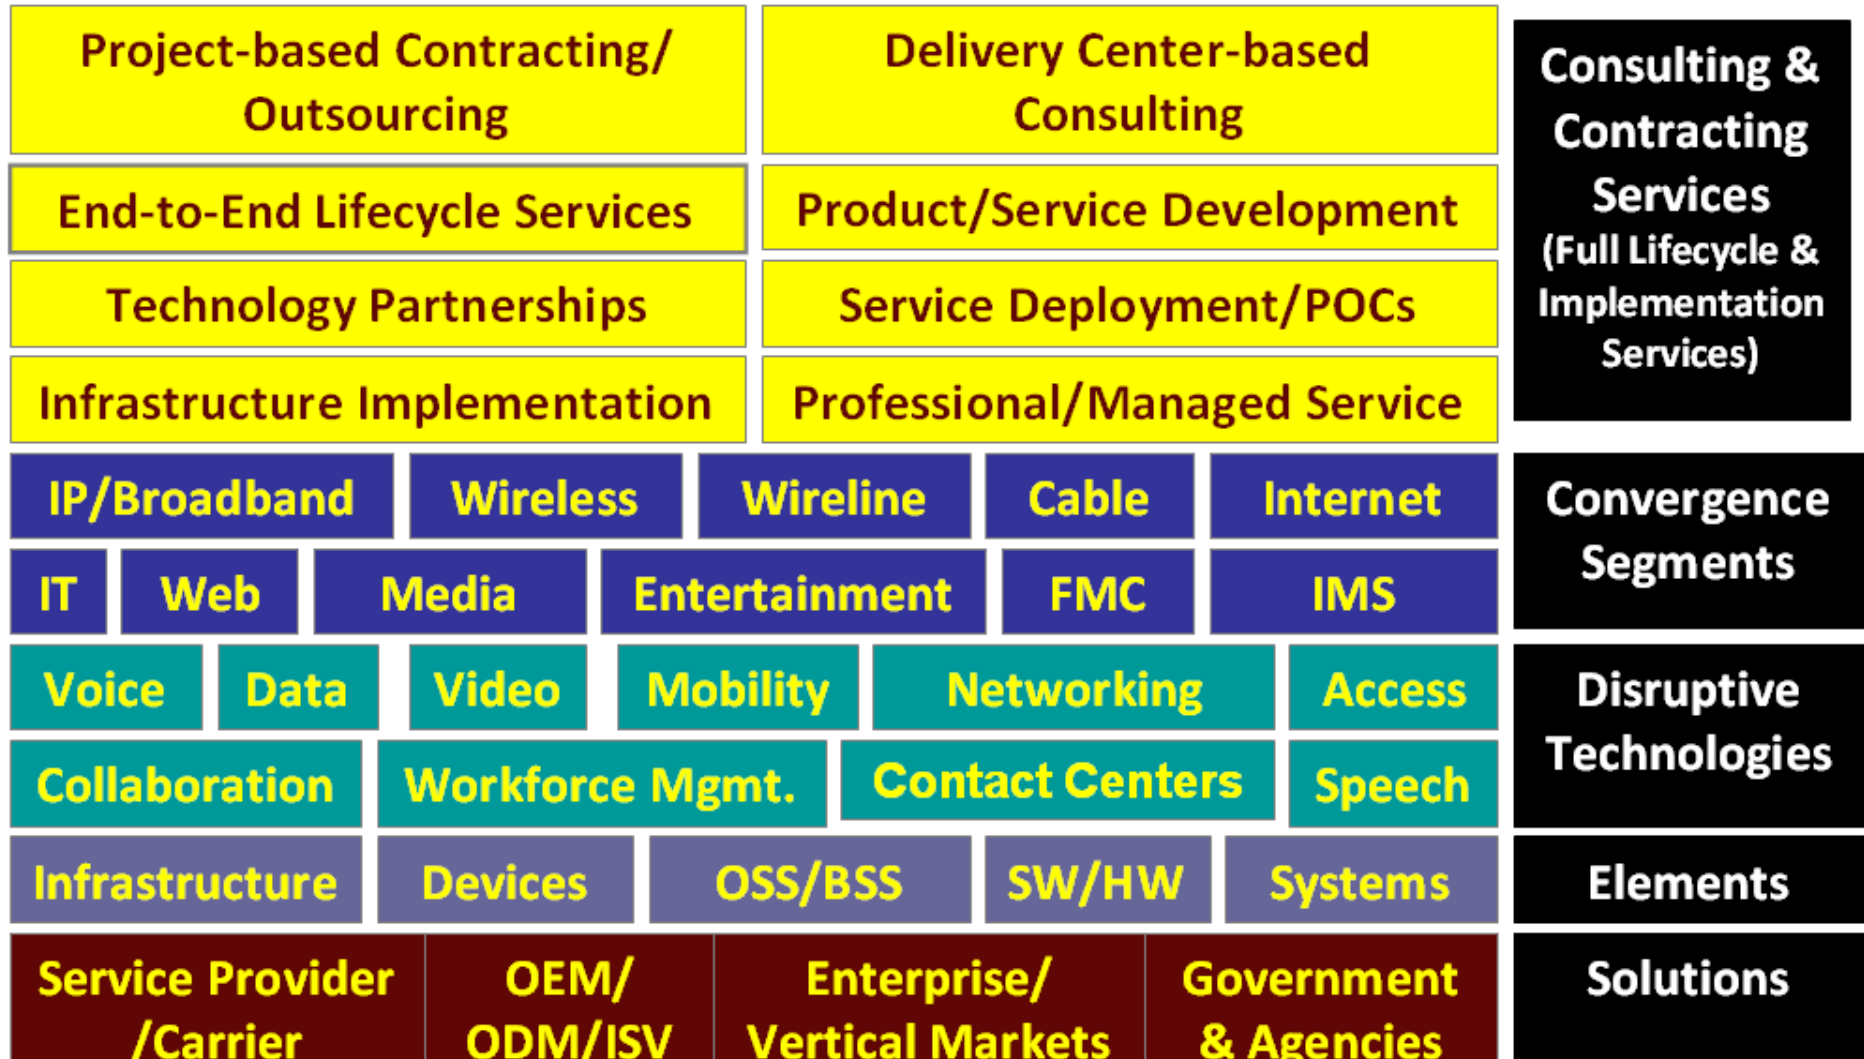 Project-based Contracting/
Outsourcing
Delivery Center-based
Consulting
End-to-End Lifecycle Services
Product/Service Development
Technology Partnerships
Service Deployment/POCs
Infrastructure Implementation
Professional/Managed Service
Consulting &
Contracting
Services
(Full Lifecycle &
Implementation
Services)
IP/Broadband
Wireless
Wireline
Cable
Internet
IT
Web
Media
Entertainment
FMC
IMS
Convergence
Segments
Voice
Data
Video
Mobility
Networking
Access
Collaboration
Workforce Mgmt.
Contact Centers
Speech
Disruptive
Technologies
Infrastructure
Devices
OSS/BSS
SW/HW
Systems
Elements
Service Provider
/Carrier
OEM/
ODM/ISV
Enterprise/
Vertical Markets
Government
& Agencies
Solutions